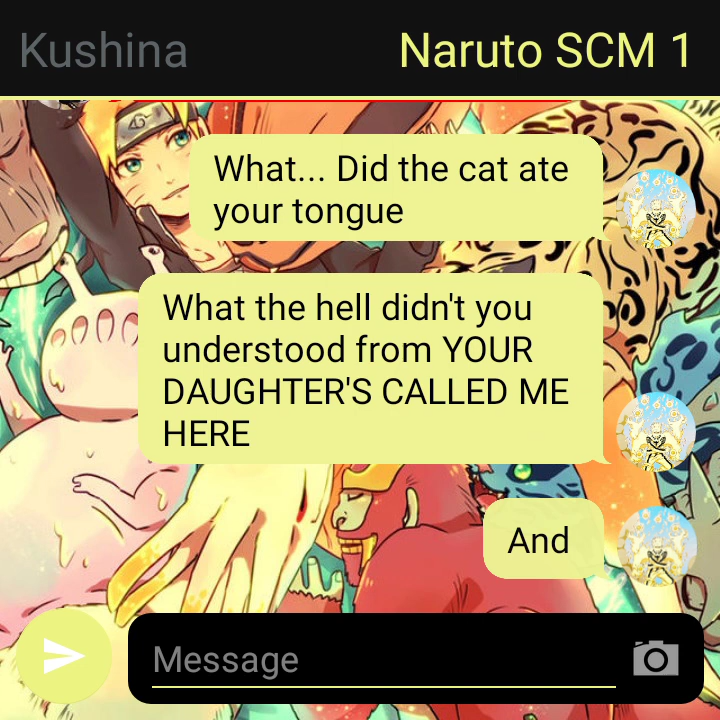 Kushina
Naruto SCM 1
What... Did the cat ate
your tongue
What the hell didn't you
understood from YOUR
DAUGHTER'S CALLED ME
HERE
And
Message